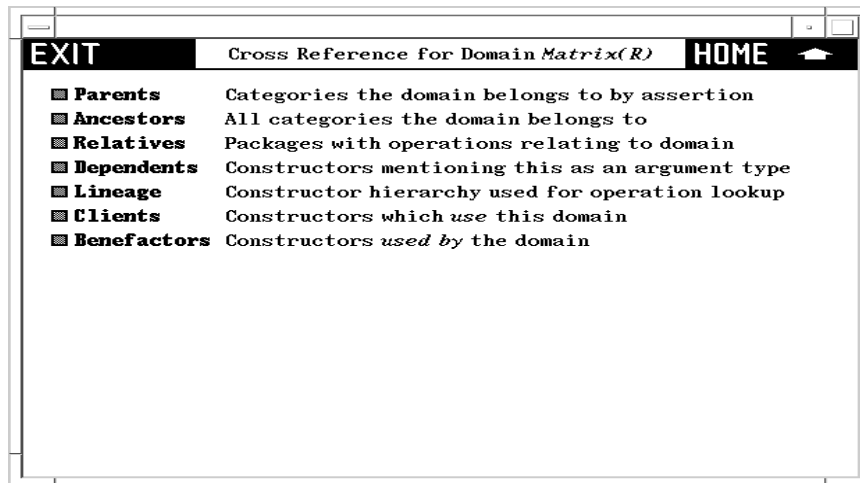 EXIT Cross Reference for Domain Matrix(R) HOME
Parents Categories the domain belongs to by assertion
Ancestors All categories the domain belongs to
Relatives Packages with operations relating to domain
Dependents Constructors mentioning this as an argument type
Lineage Constructor hierarchy used for operation lookup
Clients Constructors which use this domain
Benefactors Constructors used by the domain